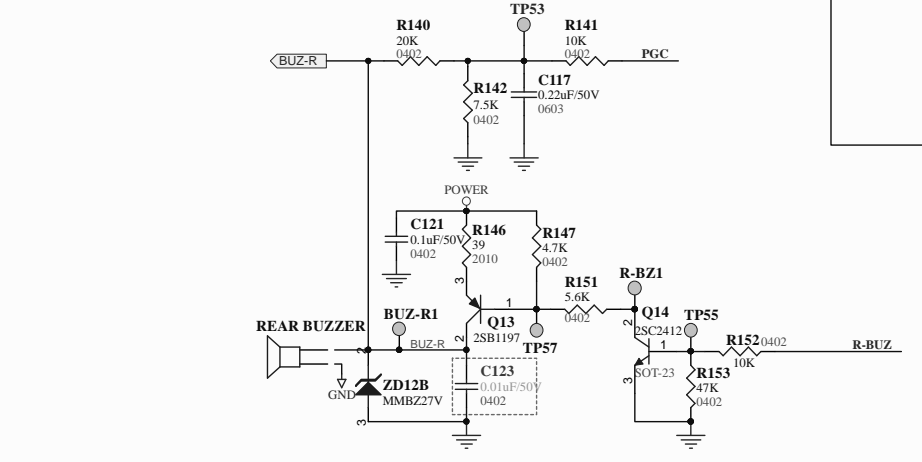 TP53
R140
20K
0402
R141
10K
0402
BUZ-R
PGC
R142
7.5K
0402
C117
0.22uF/50V
0603
POWER
C121
0.1uF/50V
0402
R146
39
2010
R147
4.7K
0402
3
1
2
Q13
2SB1197
TP57
R151
5.6K
0402
R-BZ1
Q14
2SC2412
SOT-23
2
1
3
TP55
R152
0402
10K
R-BUZ
R153
47K
0402
REAR BUZZER
BUZ-R1
BUZ-R
2
GND
ZD12B
MMBZ27V
3
C123
0.01uF/50V
0402